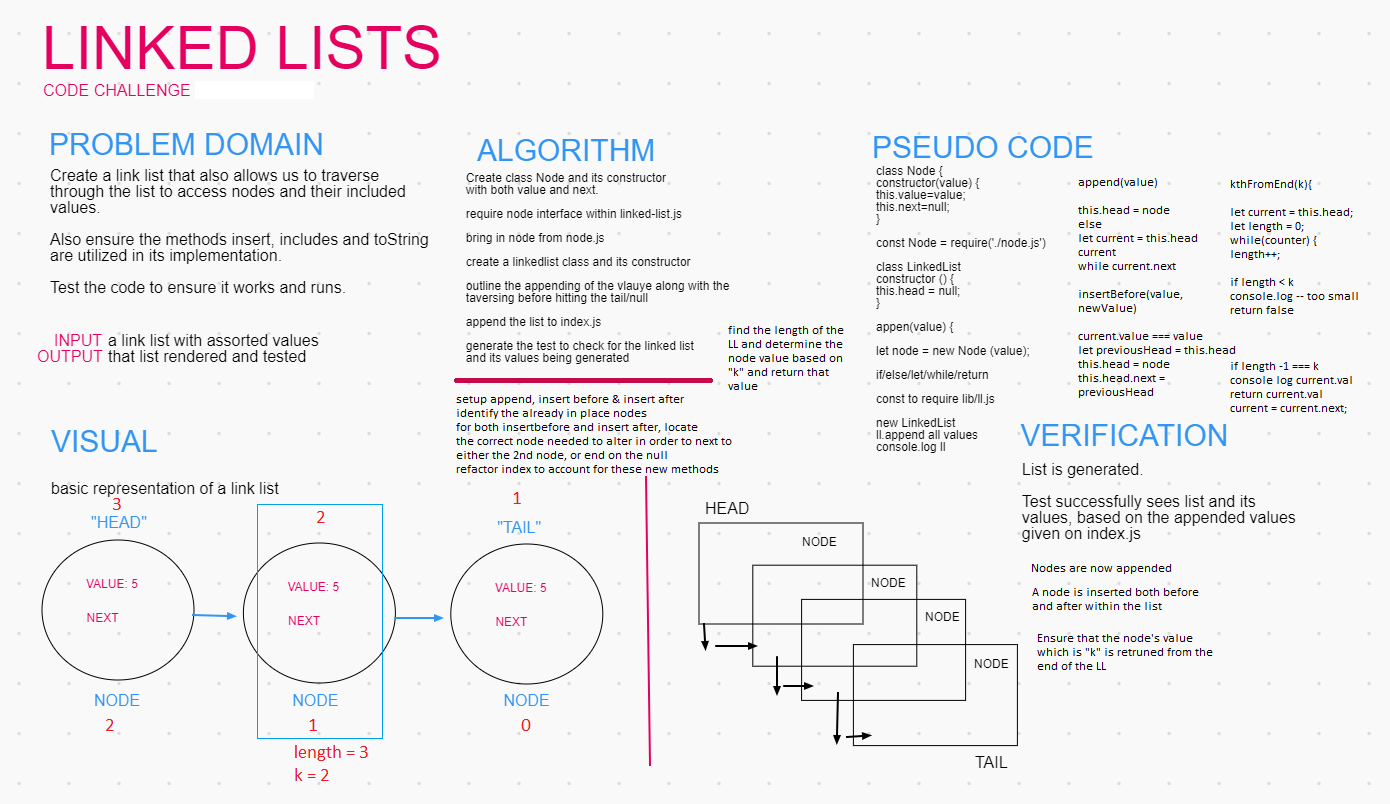 LINKED LISTS
CODE CHALLENGE
PROBLEM DOMAIN
Create a link list that also allows us to traverse
through the list to access nodes and their included
values.
Also ensure the methods insert, includes and toString
are utilized in its implementation.
Test the code to ensure it works and runs.
INPUT a link list with assorted values
OUTPUT that list rendered and tested
ALGORITHM
Create class Node and its constructor
with both value and next.
require node interface within linked-list.js
bring in node from node.js
create a linkedlist class and its constructor
outline the appending of the vlauye along with the
taversing before hitting the tail/null
append the list to index.js
generate the test to check for the linked list
and its values being generated
find the length of the
LL and determine the
node value based on
"k" and return that
value
setup append, insert before & insert after
identify the already in place nodes
for both insertbefore and insert after, locate
the correct node needed to alter in order to next to
either the 2nd node, or end on the null
refactor index to account for these new methods
PSEUDO CODE
class Node {
constructor(value) {
this.value=value;
this.next=null;
}
const Node = require('./node.js')
class LinkedList
constructor () {
this.head = null;
}
appen(value) {
let node = new Node (value);
if/else/let/while/return
const to require lib/ll.js
new LinkedList
ll.append all values
console.log ll
append(value)
this.head = node
else
let current = this.head
current
while current.next
insertBefore(value,
newValue)
current.value === value
let previousHead = this.head
this.head = node
this.head.next =
previousHead
kthFromEnd(k){
let current = this.head;
let length = 0;
while(counter) {
length++;
if length < k
console.log -- too small
return false
if length -1 === k
console log current.val
return current.val
current = current.next;
VISUAL
basic representation of a link list
3
"HEAD"
VALUE: 5
NEXT
NODE
2
2
VALUE: 5
NEXT
NODE
1
length = 3
k = 2
1
"TAIL"
VALUE: 5
NEXT
NODE
0
HEAD
NODE
NODE
NODE
NODE
TAIL
VERIFICATION
List is generated.
Test successfully sees list and its
values, based on the appended values
given on index.js
Nodes are now appended
A node is inserted both before
and after within the list
Ensure that the node's value
which is "k" is retruned from the
end of the LL